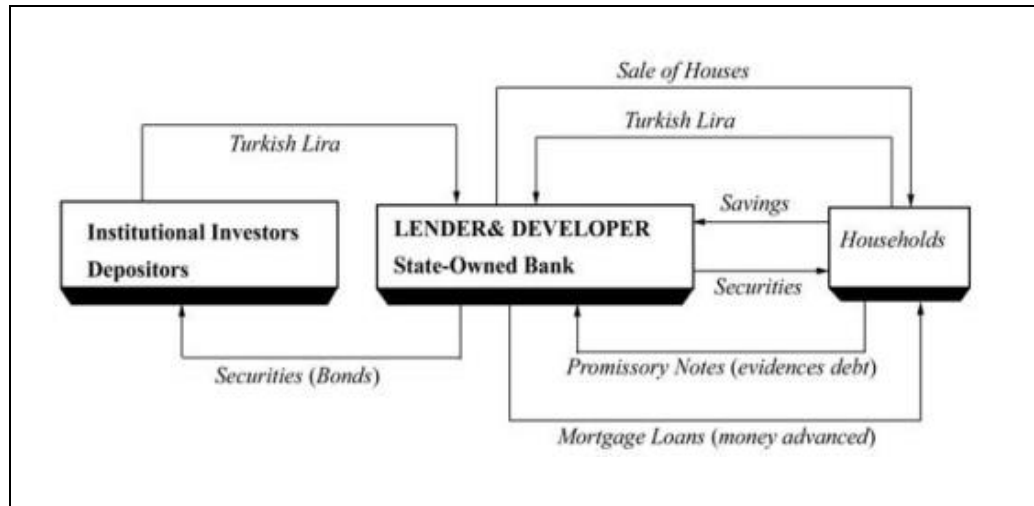 Sale of Houses
Turkish Lira
Turkish Lira
Institutional Investors
Depositors
LENDER& DEVELOPER
State-Owned Bank
Savings
Households
Securities
Securities (Bonds)
Promissory Notes (evidences debt)
Mortgage Loans (money advanced)